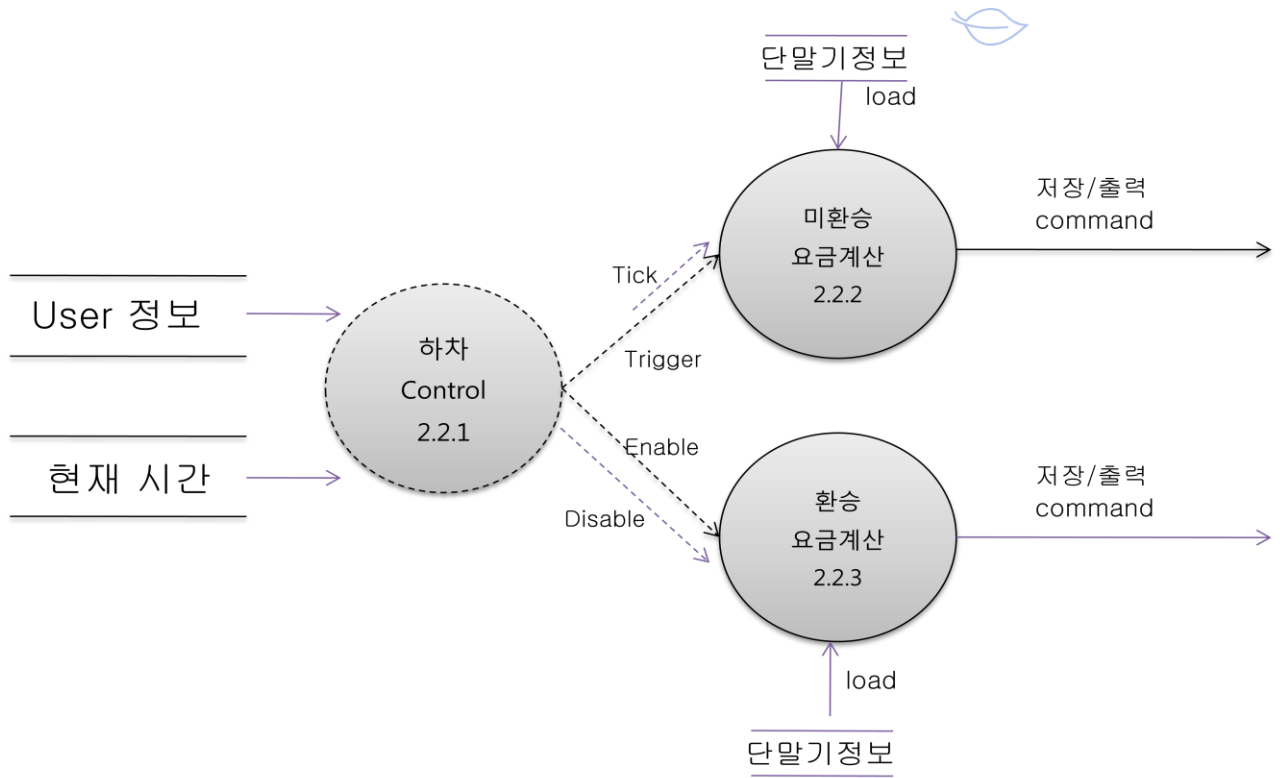 단말기정보
load
저장/출력
command
미환승
요금계산
2.2.2
Tick
User 정보
하차
Control
2.2.1
Trigger
Enable
현재 시간
Disable
저장/출력
command
환승
요금계산
2.2.3
load
단말기정보